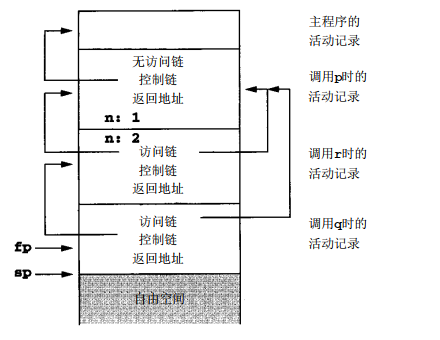 主程序的
活动记录
无访问链
控制链
返回地址
n: 1
调用p时的
活动记录
n: 2
访问链
控制链
返回地址
调用r时的
活动记录
访问链
控制链
返回地址
调用q时的
活动记录
fp
sp
自由空间